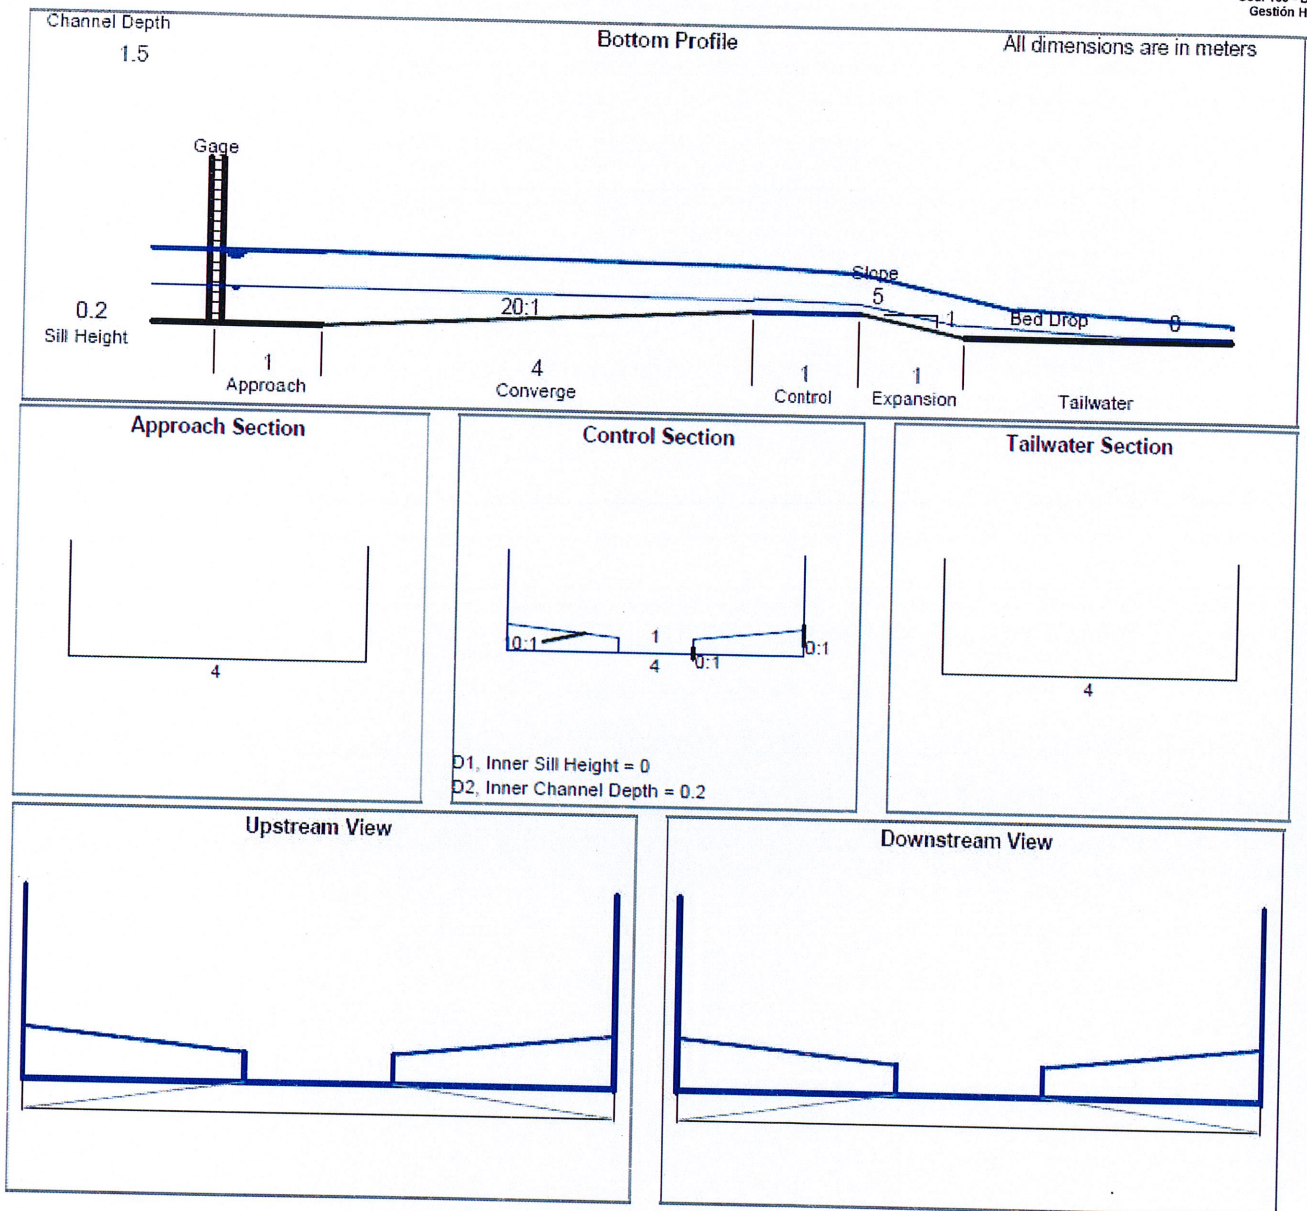 Gestión H
Channel Depth
Bottom Profile
All dimensions are in meters
1.5
Gage
Slope
5
20:1
1
Bed Drop
0
0.2
Sill Height
1
Approach
4
Converge
1
Control
1
Expansion
Tailwater
Approach Section
Control Section
Tailwater Section
4
0:1
1
4
0:1
0:1
4
D1, Inner Sill Height = 0
D2, Inner Channel Depth = 0.2
Upstream View
Downstream View